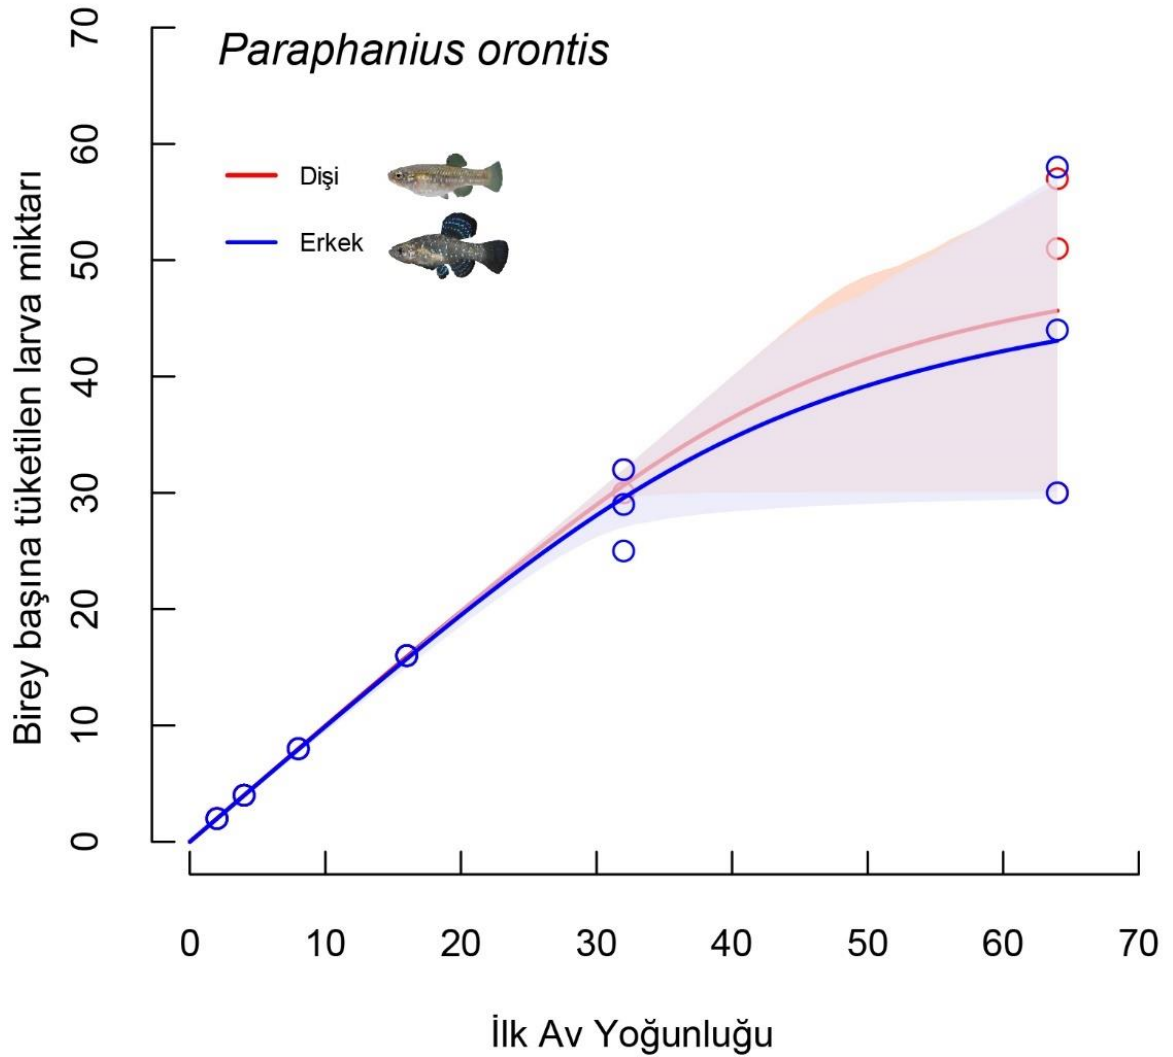 Paraphanius orontis
Dişi
Erkek
Birey başına tüketilen larva miktarı
70
60
50
40
30
20
10
0
0 10 20 30 40 50 60 70
İlk Av Yoğunluğu